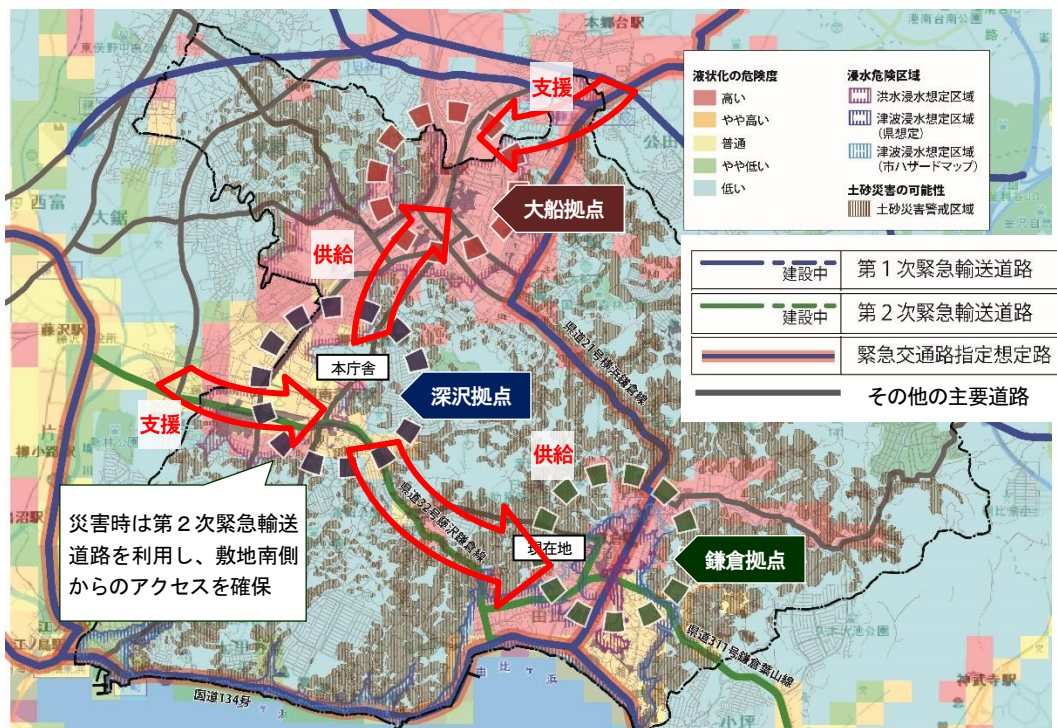 本郷台駅
港南台南公園
東俣野中央公園
支援
公田
西富
大鋸
大船拠点
供給
藤沢駅
県道21号横浜鎌倉線
本庁舎
深沢拠点
支援
供給
県道32号藤沢鎌倉線
現在地
鎌倉拠点
災害時は第２次緊急輸送
道路を利用し、敷地南側
からのアクセスを確保
県道311号鎌倉葉山線
由比ヶ浜
国道134号
神武寺駅
小坪
液状化の危険度
高い
やや高い
普通
やや低い
低い
浸水危険区域
洪水浸水想定区域
津波浸水想定区域
(県想定)
津波浸水想定区域
(市ハザードマップ)
土砂災害の可能性
土砂災害警戒区域
建設中
第１次緊急輸送道路
建設中
第２次緊急輸送道路
緊急交通路指定想定路
その他の主要道路